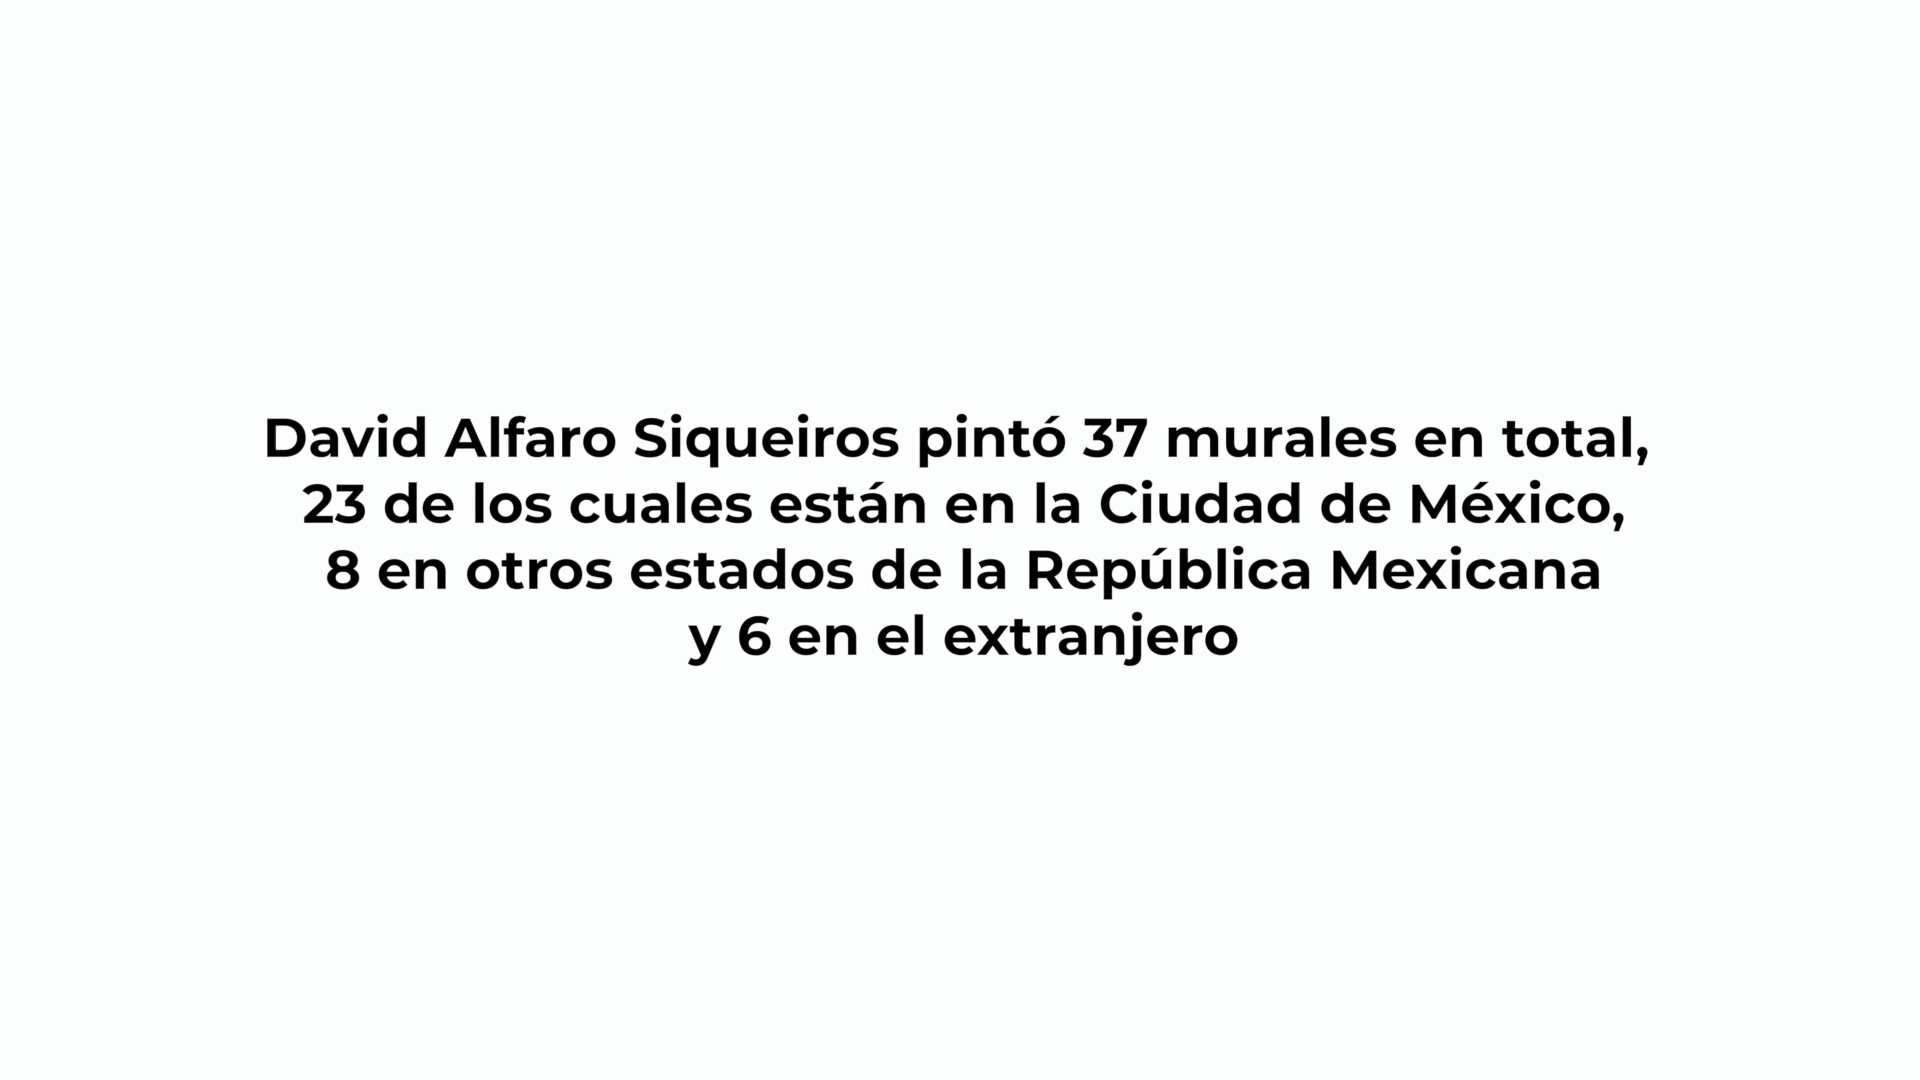 David Alfaro Siqueiros pintó 37 murales en total,
23 de los cuales están en la Ciudad de México,
8 en otros estados de la República Mexicana
y 6 en el extranjero